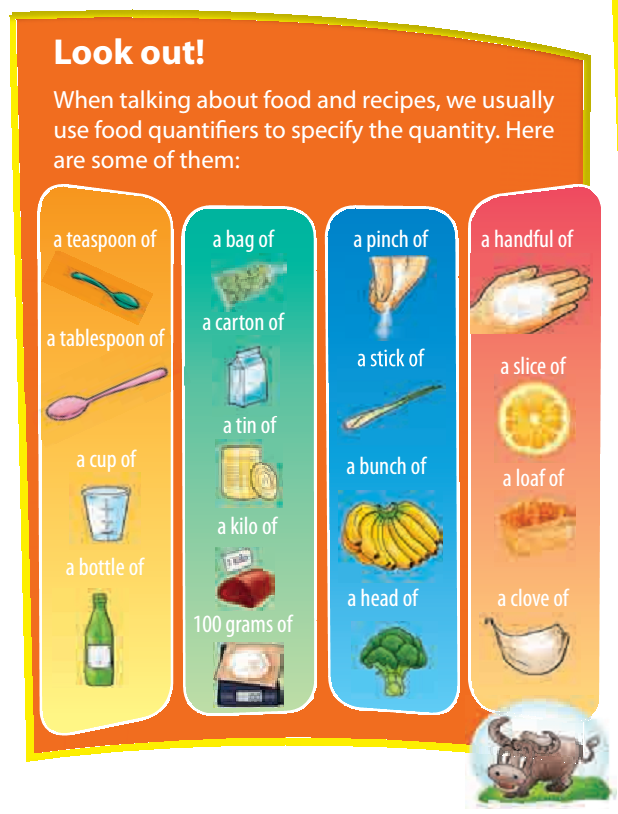 Look out!
When talking about food and recipes, we usually
use food quantifiers to specify the quantity. Here
are some of them:
a teaspoon of
a tablespoon of
a cup of
a bottle of
a bag of
a carton of
a tin of
a kilo of
100 grams of
a pinch of
a stick of
a bunch of
a head of
a handful of
a slice of
a loaf of
a clove of